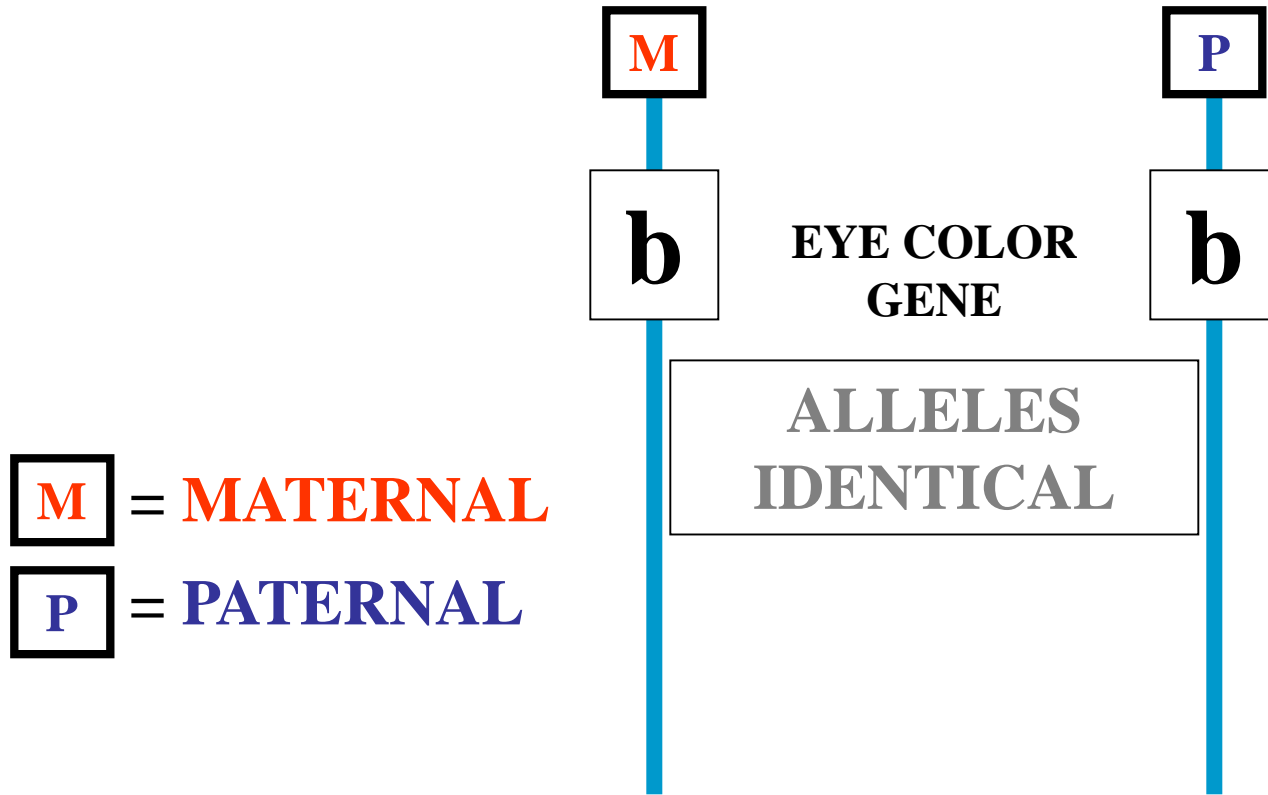 M
P
b
b
EYE COLOR
GENE
ALLELES
IDENTICAL
M = MATERNAL
P = PATERNAL